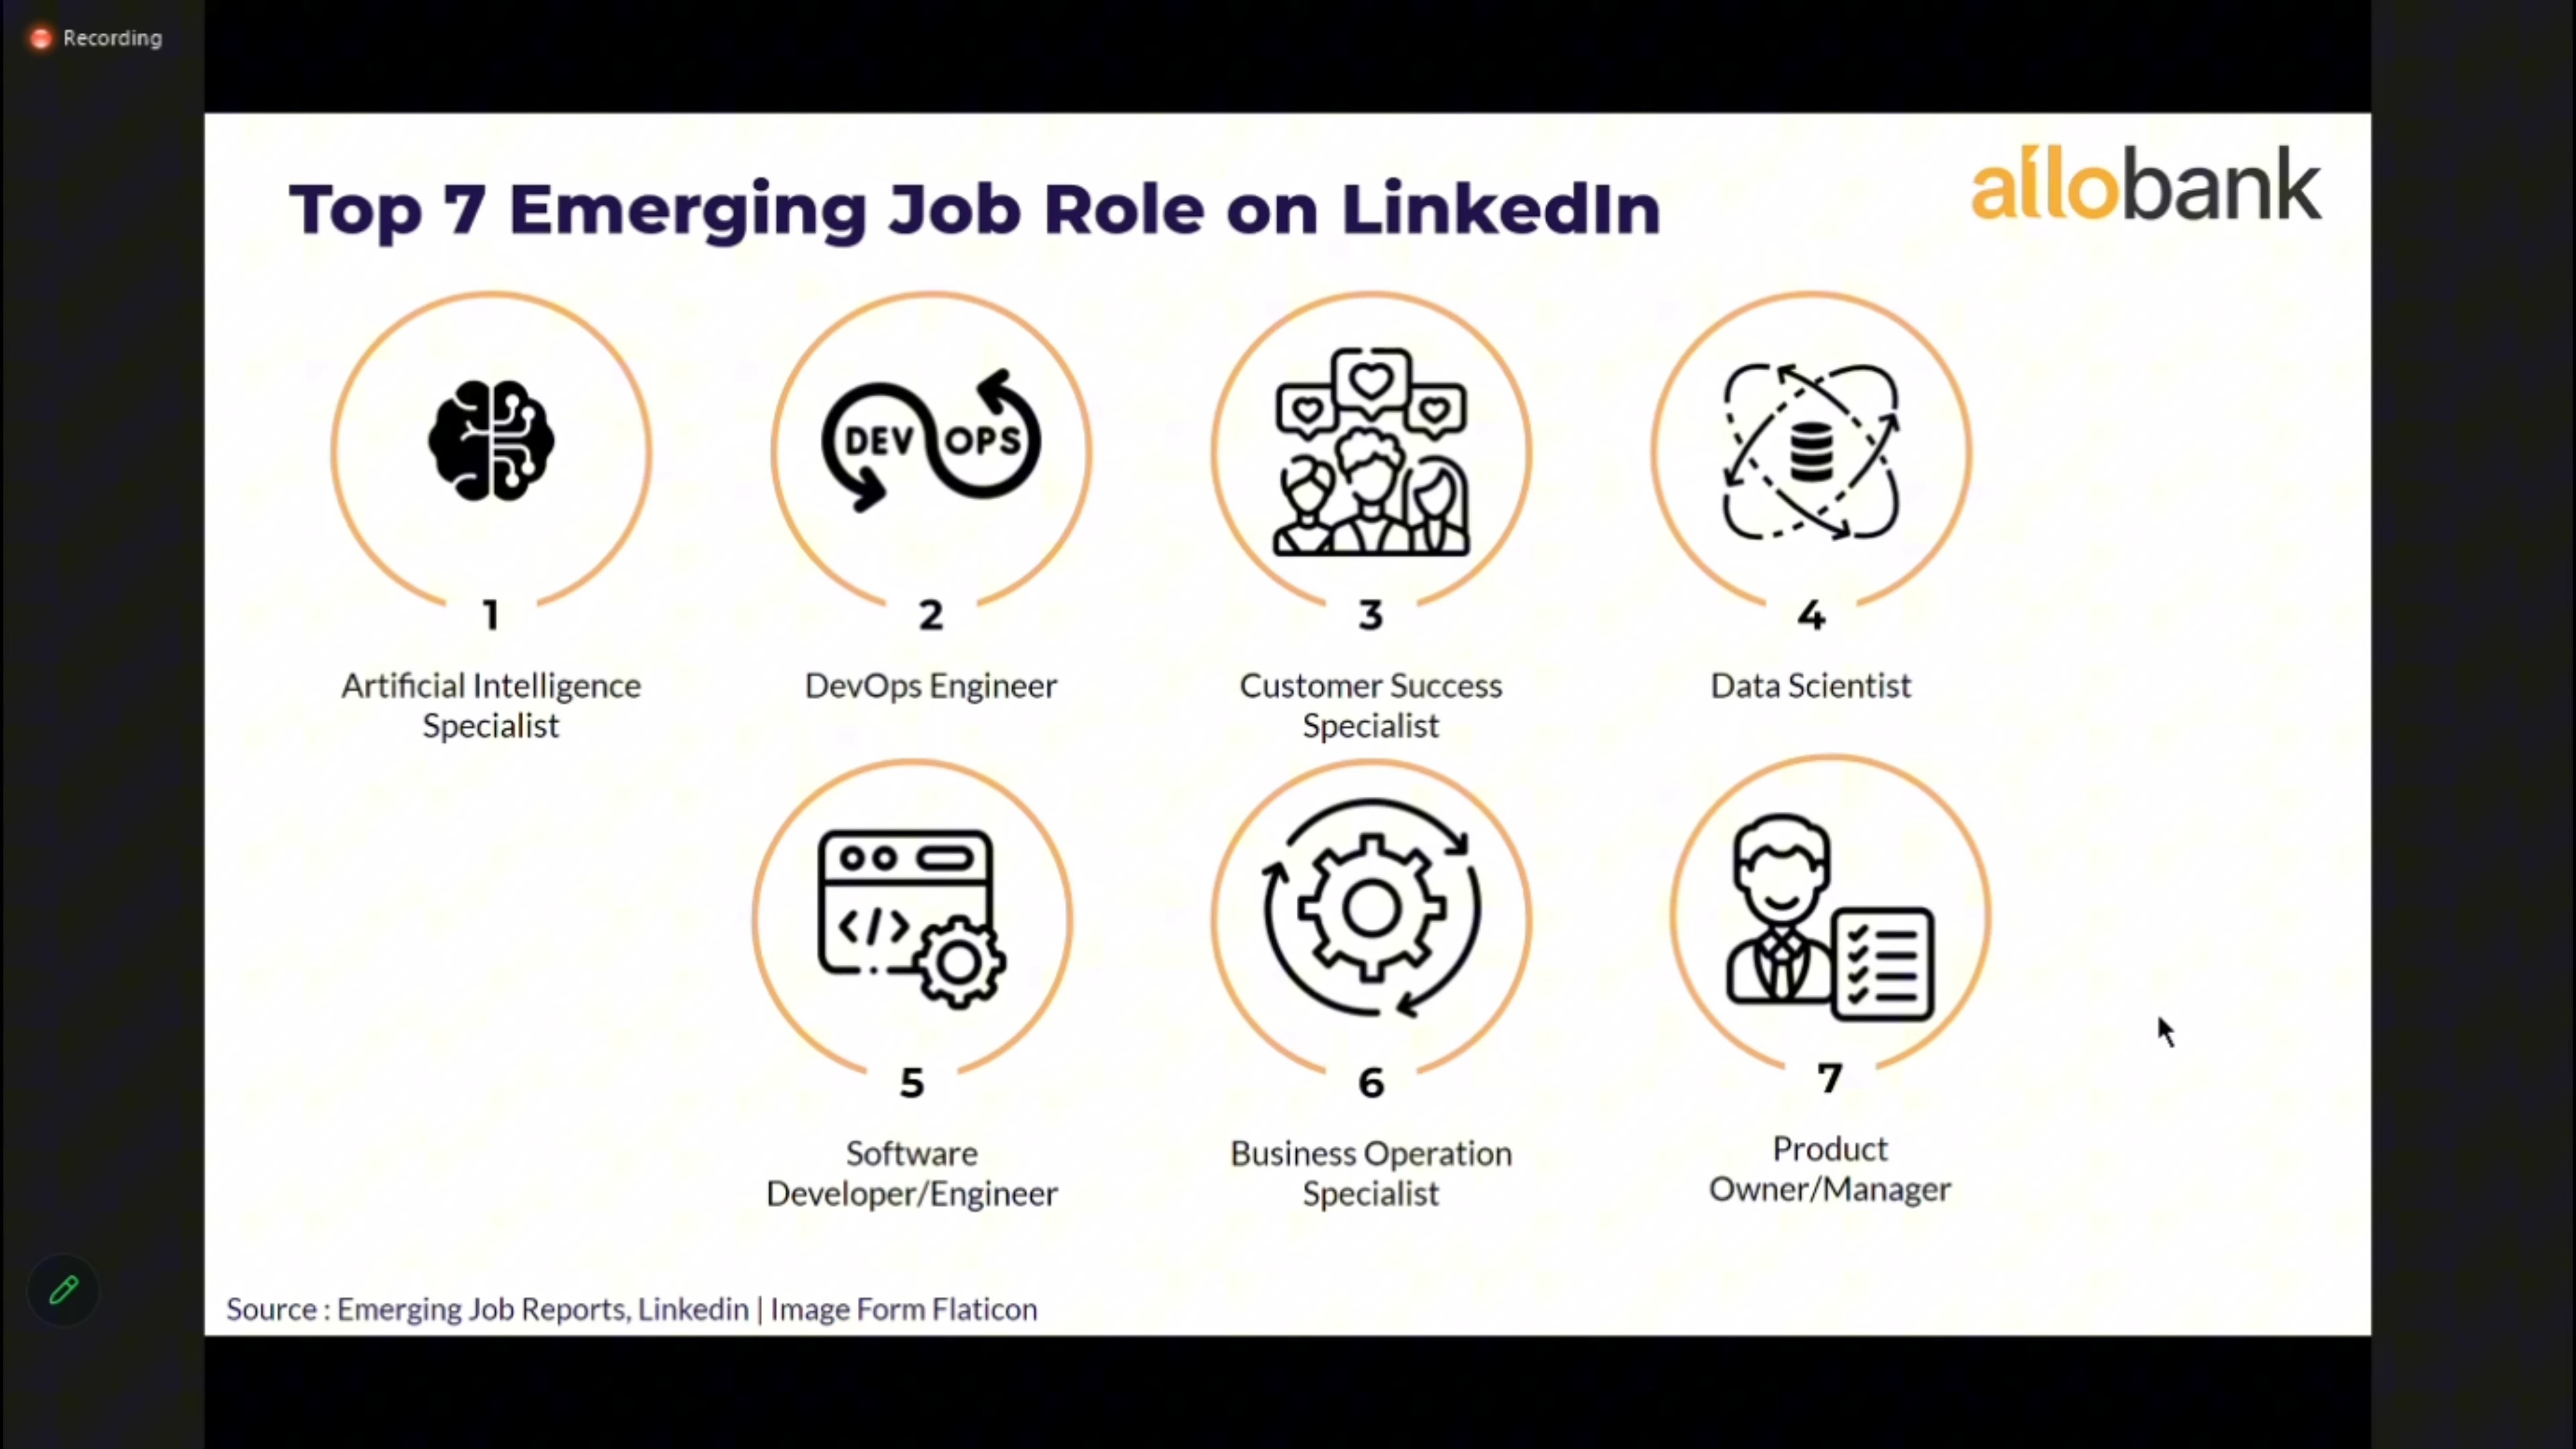 Recording
Top 7 Emerging Job Role on LinkedIn
allobank
DEV OPS
1
2
3
4
Artificial Intelligence
Specialist
DevOps Engineer
Customer Success
Specialist
Data Scientist
</>
5
6
7
Software
Developer/Engineer
Business Operation
Specialist
Product
Owner/Manager
Source : Emerging Job Reports, Linkedin | Image Form Flaticon